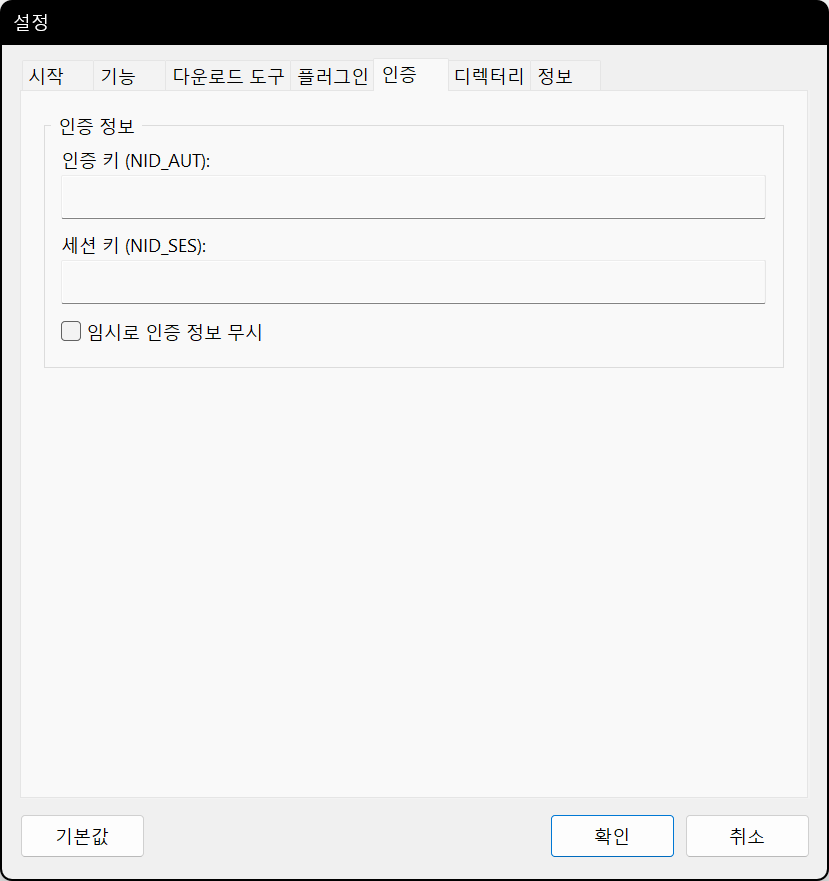 설정
시작 기능 다운로드 도구 플러그인 인증 디렉터리 정보
인증 정보
인증 키 (NID_AUT):
세션 키 (NID_SES):
임시로 인증 정보 무시
기본값 확인 취소